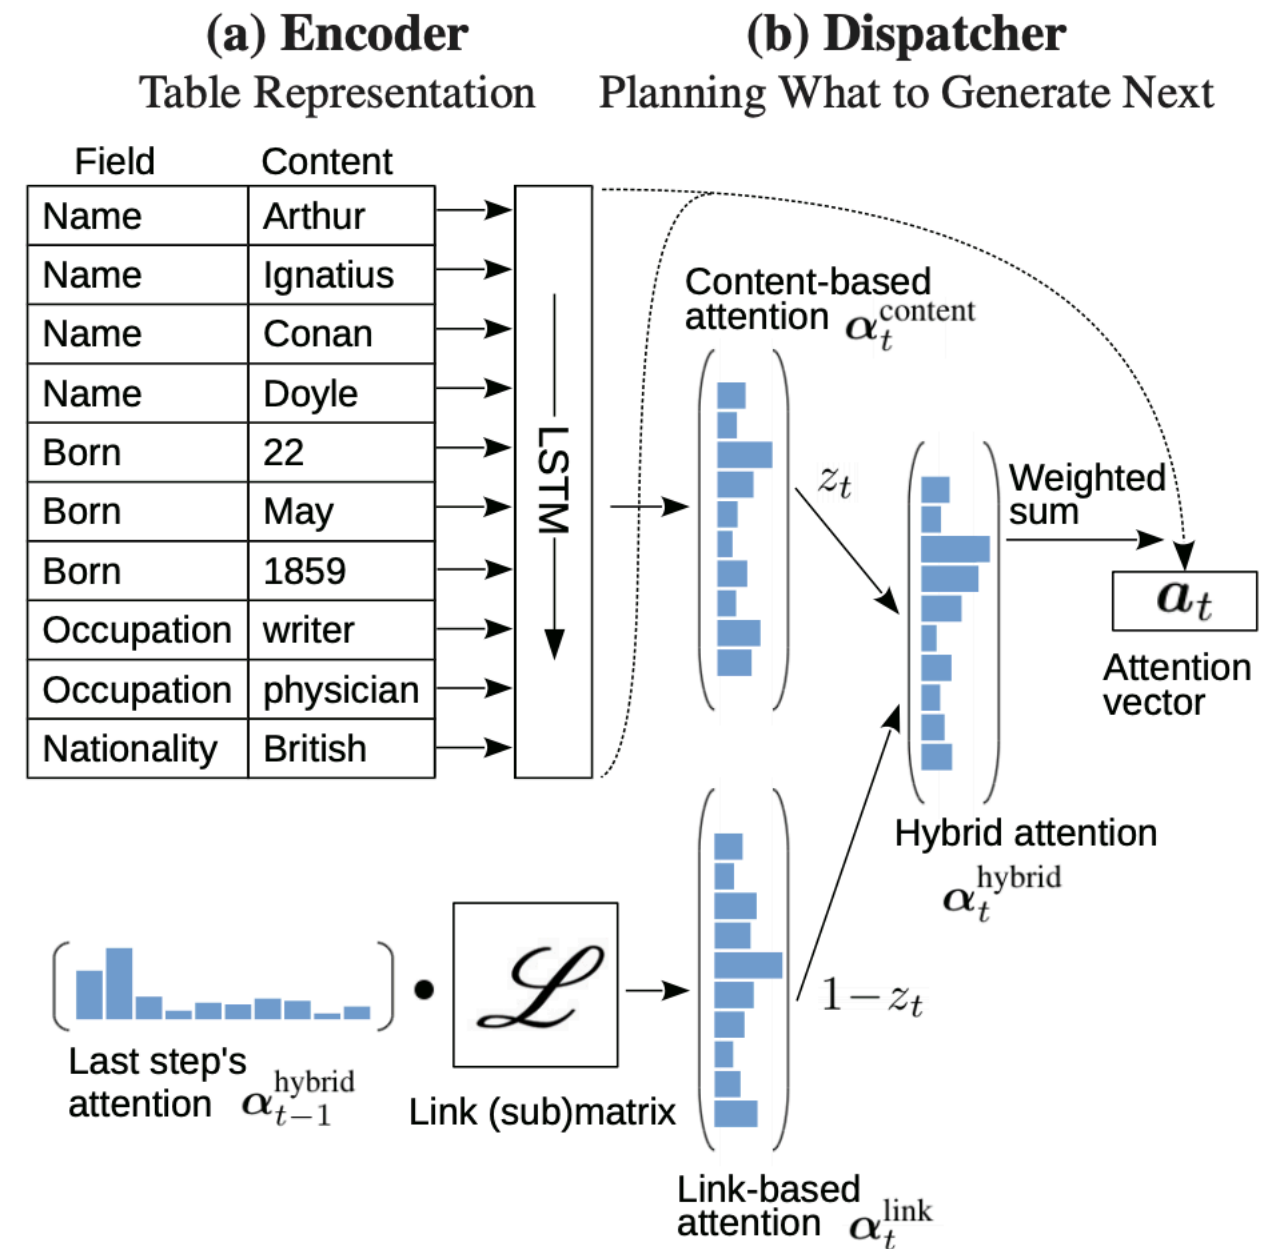 (a) Encoder
Table Representation
(b) Dispatcher
Planning What to Generate Next
Field Content
Name Arthur
Name Ignatius
Name Conan
Name Doyle
Born 22
Born May
Born 1859
Occupation writer
Occupation physician
Nationality British
LSTM
Content-based
attention α_t^content
z_t
Weighted
sum
a_t
Attention
vector
Hybrid attention
α_t^hybrid
Last step's
attention α_{t−1}^hybrid
ℒ
Link (sub)matrix
1−z_t
Link-based
attention α_t^link